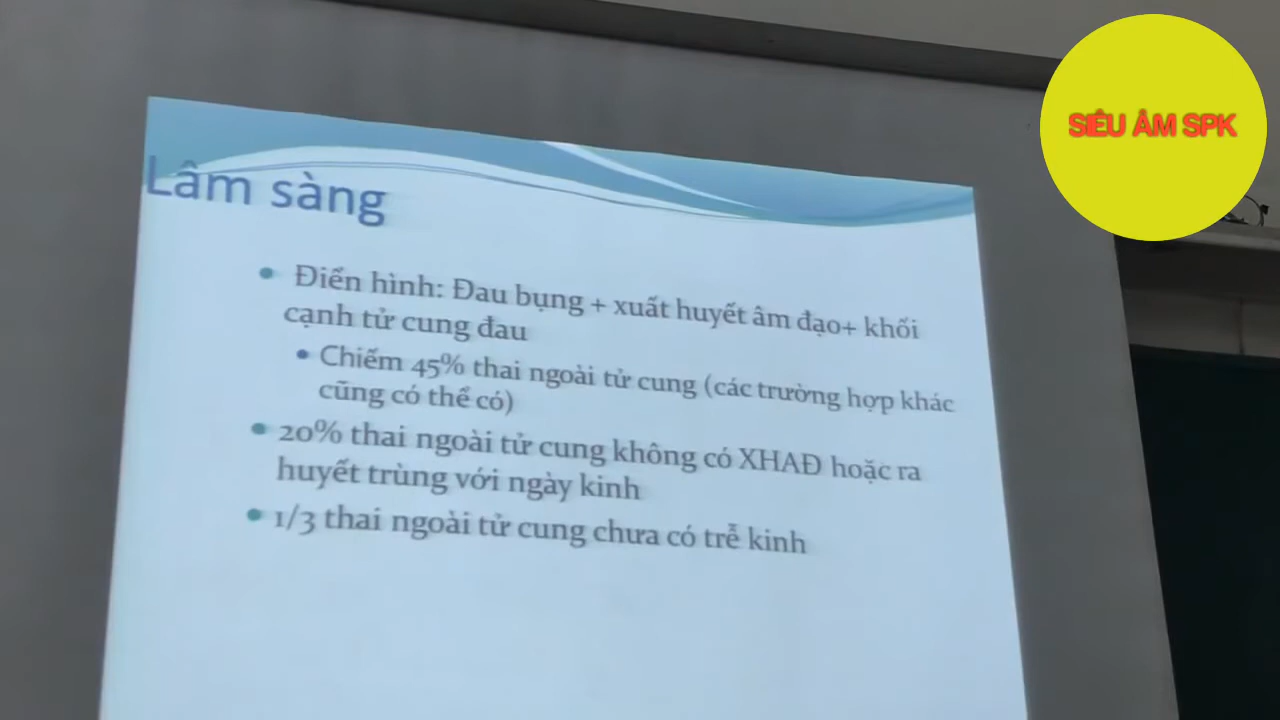 SIÊU ÂM SPK
Lâm sàng
Điển hình: Đau bụng + xuất huyết âm đạo+ khối
cạnh tử cung đau
Chiếm 45% thai ngoài tử cung (các trường hợp khác
cũng có thể có)
20% thai ngoài tử cung không có XHAĐ hoặc ra
huyết trùng với ngày kinh
1/3 thai ngoài tử cung chưa có trễ kinh